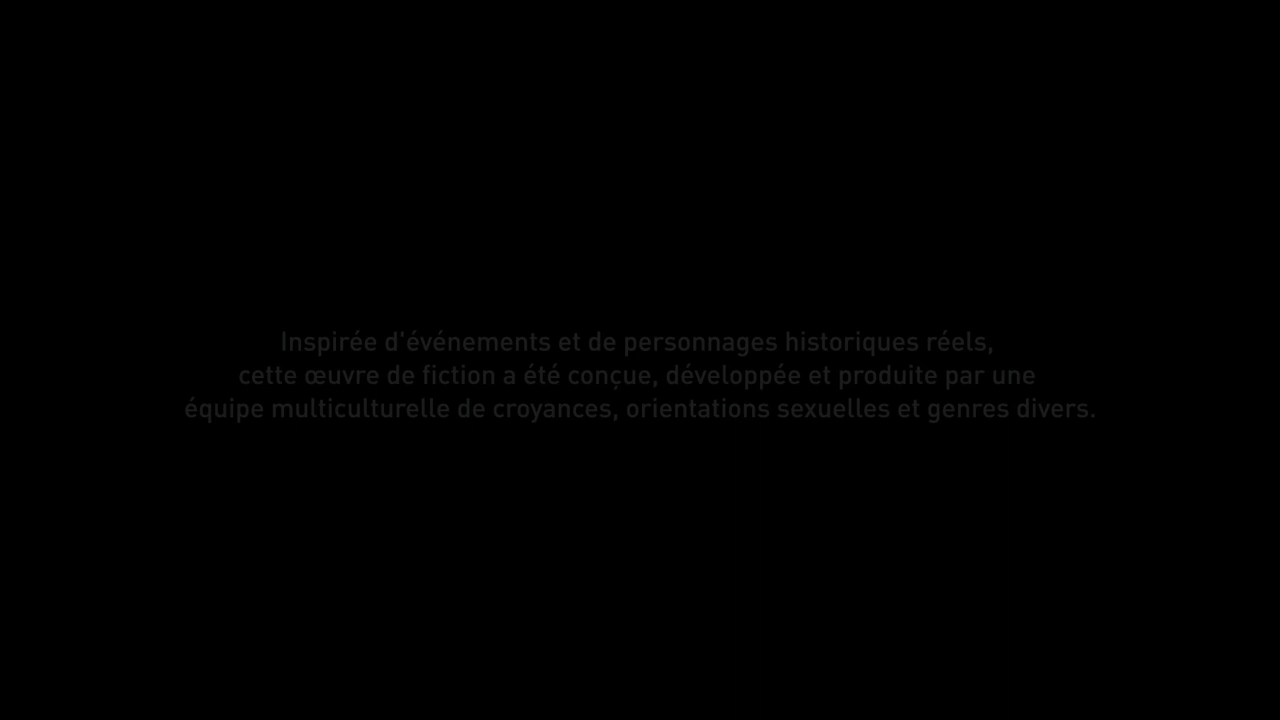 Inspirée d'événements et de personnages historiques réels,
cette œuvre de fiction a été conçue, développée et produite par une
équipe multiculturelle de croyances, orientations sexuelles et genres divers.